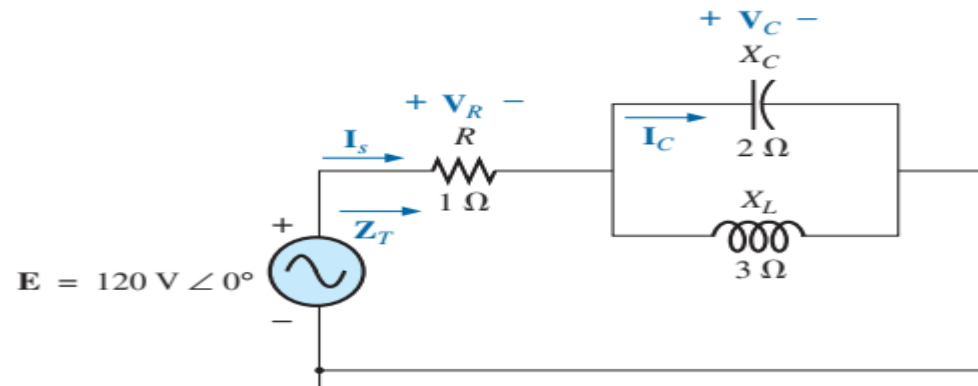 + V_C −
X_C
+ V_R −
I_s
R
I_C
2 Ω
1 Ω
X_L
Z_T
+
3 Ω
E = 120 V ∠ 0°
−